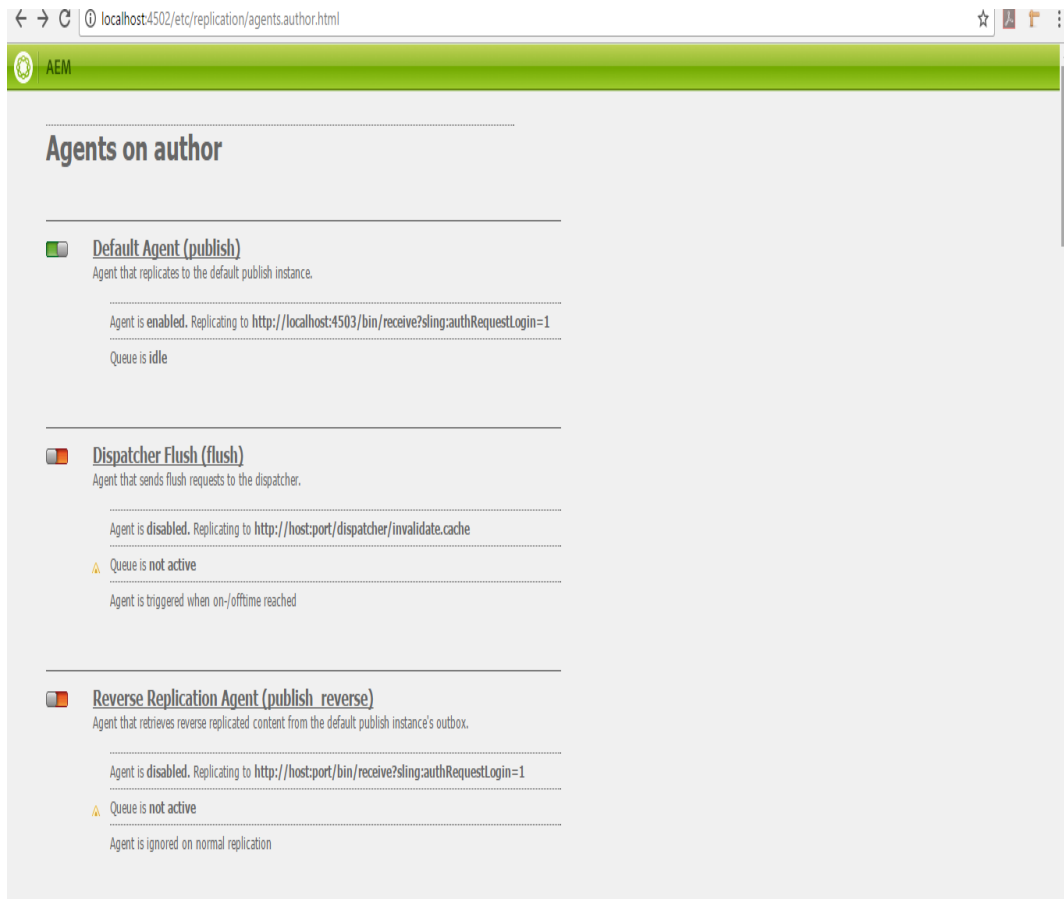 localhost:4502/etc/replication/agents.author.html
AEM
Agents on author
Default Agent (publish)
Agent that replicates to the default publish instance.
Agent is enabled. Replicating to http://localhost:4503/bin/receive?sling:authRequestLogin=1
Queue is idle
Dispatcher Flush (flush)
Agent that sends flush requests to the dispatcher.
Agent is disabled. Replicating to http://host:port/dispatcher/invalidate.cache
Queue is not active
Agent is triggered when on-/offtime reached
Reverse Replication Agent (publish_reverse)
Agent that retrieves reverse replicated content from the default publish instance's outbox.
Agent is disabled. Replicating to http://host:port/bin/receive?sling:authRequestLogin=1
Queue is not active
Agent is ignored on normal replication